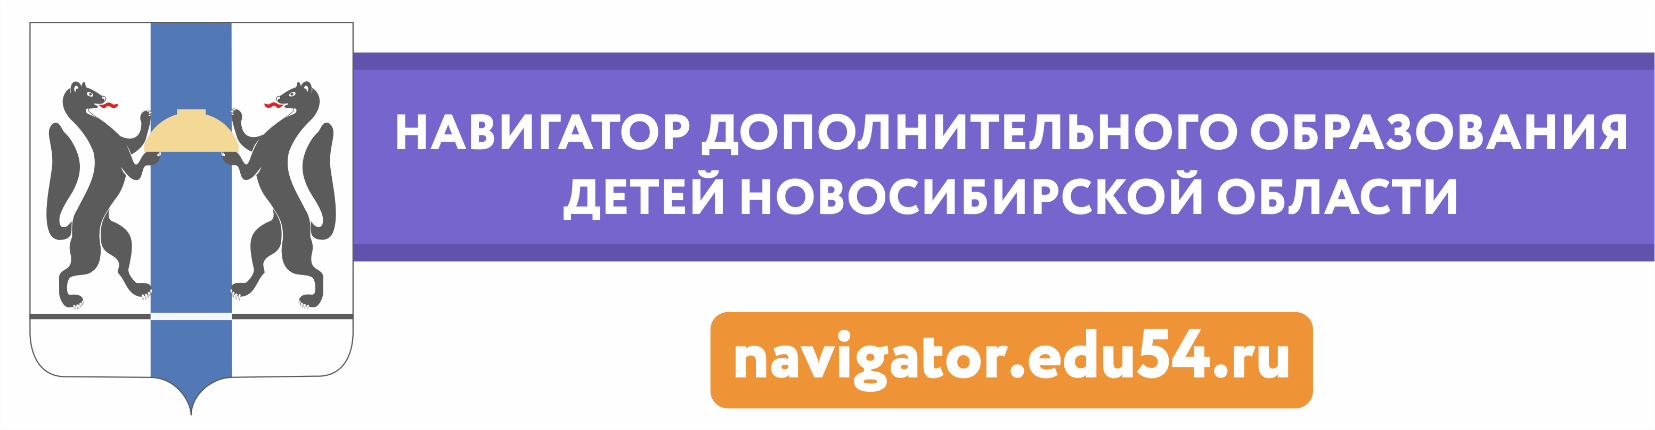 НАВИГАТОР ДОПОЛНИТЕЛЬНОГО ОБРАЗОВАНИЯ
ДЕТЕЙ НОВОСИБИРСКОЙ ОБЛАСТИ
navigator.edu54.ru